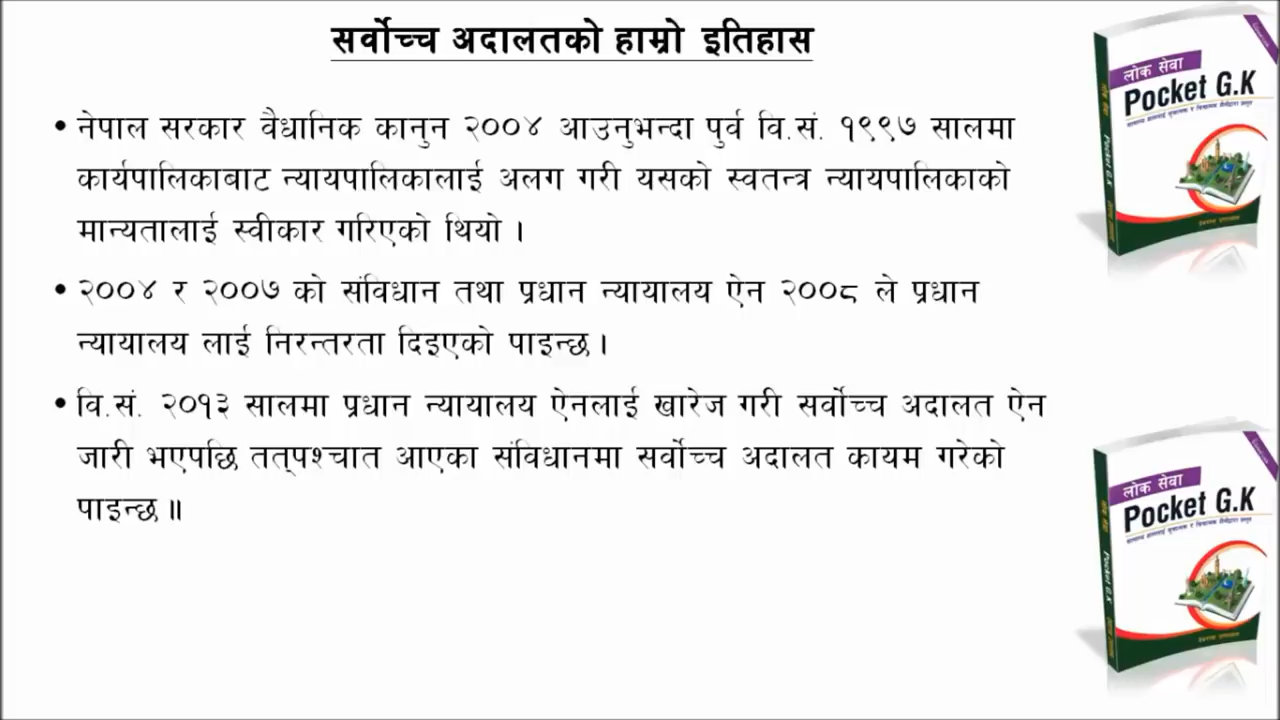 सर्वोच्च अदालतको हाम्रो इतिहास
• नेपाल सरकार वैधानिक कानुन २००४ आउनुभन्दा पुर्व वि.सं. १९९७ सालमा
कार्यपालिकाबाट न्यायपालिकालाई अलग गरी यसको स्वतन्त्र न्यायपालिकाको
मान्यतालाई स्वीकार गरिएको थियो ।
• २००४ र २००७ को संविधान तथा प्रधान न्यायालय ऐन २००८ ले प्रधान
न्यायालय लाई निरन्तरता दिइएको पाइन्छ ।
• वि.सं. २०१३ सालमा प्रधान न्यायालय ऐनलाई खारेज गरी सर्वोच्च अदालत ऐन
जारी भएपछि तत्पश्चात आएका संविधानमा सर्वोच्च अदालत कायम गरेको
पाइन्छ ॥
लोक सेवा
Pocket G.K
Pocket G.K
लोक सेवा
Pocket G.K
Pocket G.K